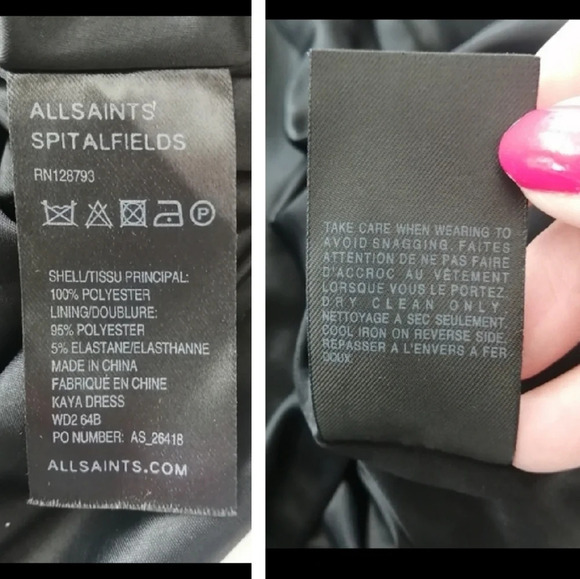 ALLSAINTS'
SPITALFIELDS
RN128793
P
SHELL/TISSU PRINCIPAL:
100% POLYESTER
LINING/DOUBLURE:
95% POLYESTER
5% ELASTANE/ELASTHANNE
MADE IN CHINA
FABRIQUÉ EN CHINE
KAYA DRESS
WD264B
PO NUMBER: AS_26418
ALLSAINTS.COM
TAKE CARE WHEN WEARING TO
AVOID SNAGGING. FAITES
ATTENTION DE NE PAS FAIRE
D'ACCROC AU VÊTEMENT
LORSQUE VOUS LE PORTEZ.
DRY CLEAN ONLY
NETTOYAGE À SEC SEULEMENT.
COOL IRON ON REVERSE SIDE.
REPASSER À L'ENVERS À FER
DOUX.